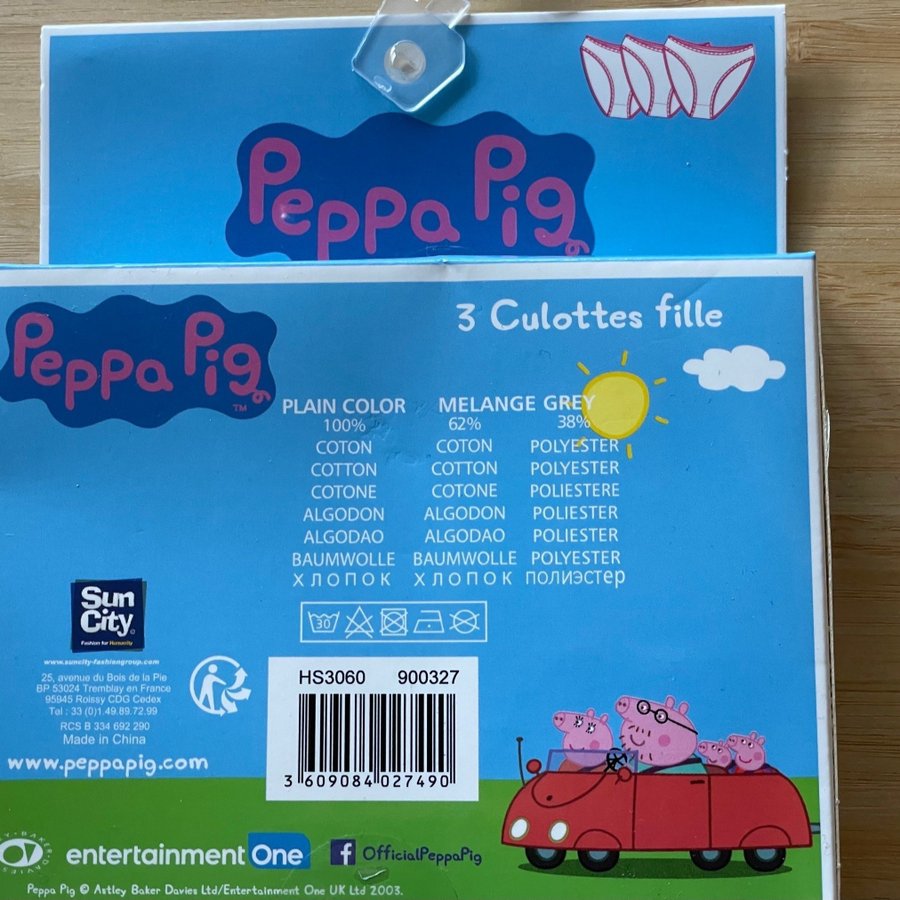 Peppa Pig
Peppa Pig™
3 Culottes fille
PLAIN COLOR MELANGE GREY
100% 62% 38%
COTON COTON POLYESTER
COTTON COTTON POLYESTER
COTONE COTONE POLIESTERE
ALGODON ALGODON POLIESTER
ALGODAO ALGODAO POLIESTER
BAUMWOLLE BAUMWOLLE POLYESTER
ХЛОПОК ХЛОПОК ПОЛИЭСТЕР
30
Sun
City
Fashion for Humanity
www.suncity-fashiongroup.com
25, avenue du Bois de la Pie
BP 53024 Tremblay en France
95945 Roissy CDG Cedex
Tel : 33 (0)1.49.89.72.99
RCS B 334 692 290
Made in China
www.peppapig.com
HS3060 900327
3 609084 027490
entertainment One
f OfficialPeppaPig
Peppa Pig © Astley Baker Davies Ltd/Entertainment One UK Ltd 2003.